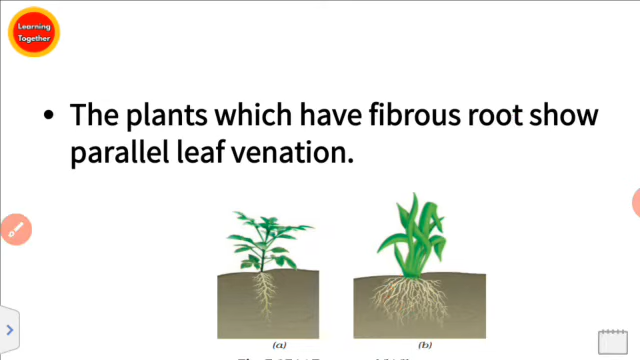 Learning
Together
• The plants which have fibrous root show
parallel leaf venation.
(a)
(b)